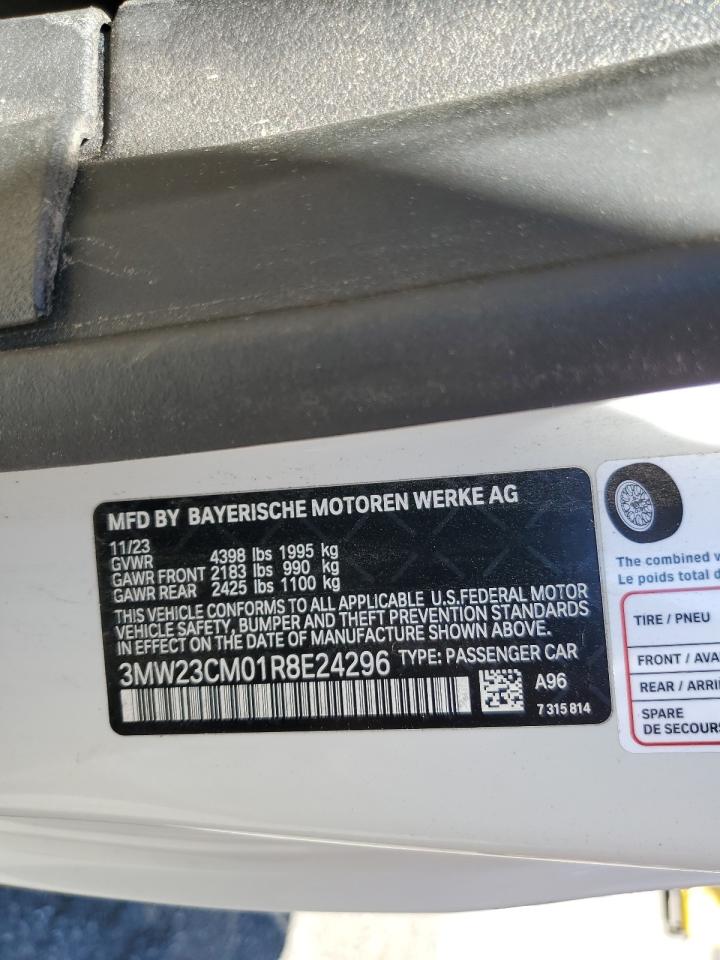 MFD BY BAYERISCHE MOTOREN WERKE AG
11/23
GVWR 4398 lbs 1995 kg
GAWR FRONT 2183 lbs 990 kg
GAWR REAR 2425 lbs 1100 kg
THIS VEHICLE CONFORMS TO ALL APPLICABLE U.S.FEDERAL MOTOR
VEHICLE SAFETY, BUMPER AND THEFT PREVENTION STANDARDS
IN EFFECT ON THE DATE OF MANUFACTURE SHOWN ABOVE.
3MW23CM01R8E24296 TYPE: PASSENGER CAR
A96
7 315 814
The combined
Le poids total
TIRE / PNEU
FRONT /
REAR /
SPARE
DE SECOURS